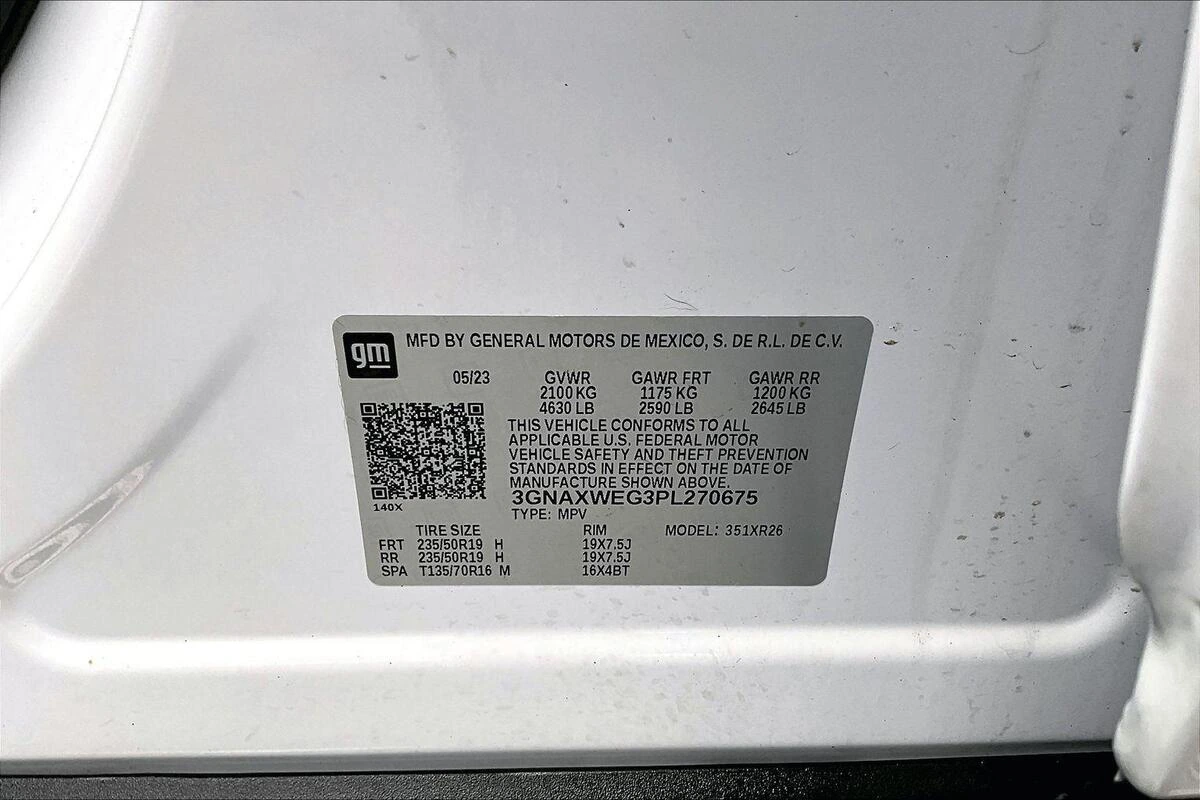 gm
MFD BY GENERAL MOTORS DE MEXICO, S. DE R.L. DE C.V.
05/23 GVWR GAWR FRT GAWR RR
2100 KG 1175 KG 1200 KG
4630 LB 2590 LB 2645 LB
THIS VEHICLE CONFORMS TO ALL
APPLICABLE U.S. FEDERAL MOTOR
VEHICLE SAFETY AND THEFT PREVENTION
STANDARDS IN EFFECT ON THE DATE OF
MANUFACTURE SHOWN ABOVE.
3GNAXWEG3PL270675
140X
TYPE: MPV
TIRE SIZE RIM MODEL: 351XR26
FRT 235/50R19 H 19X7.5J
RR 235/50R19 H 19X7.5J
SPA T135/70R16 M 16X4BT